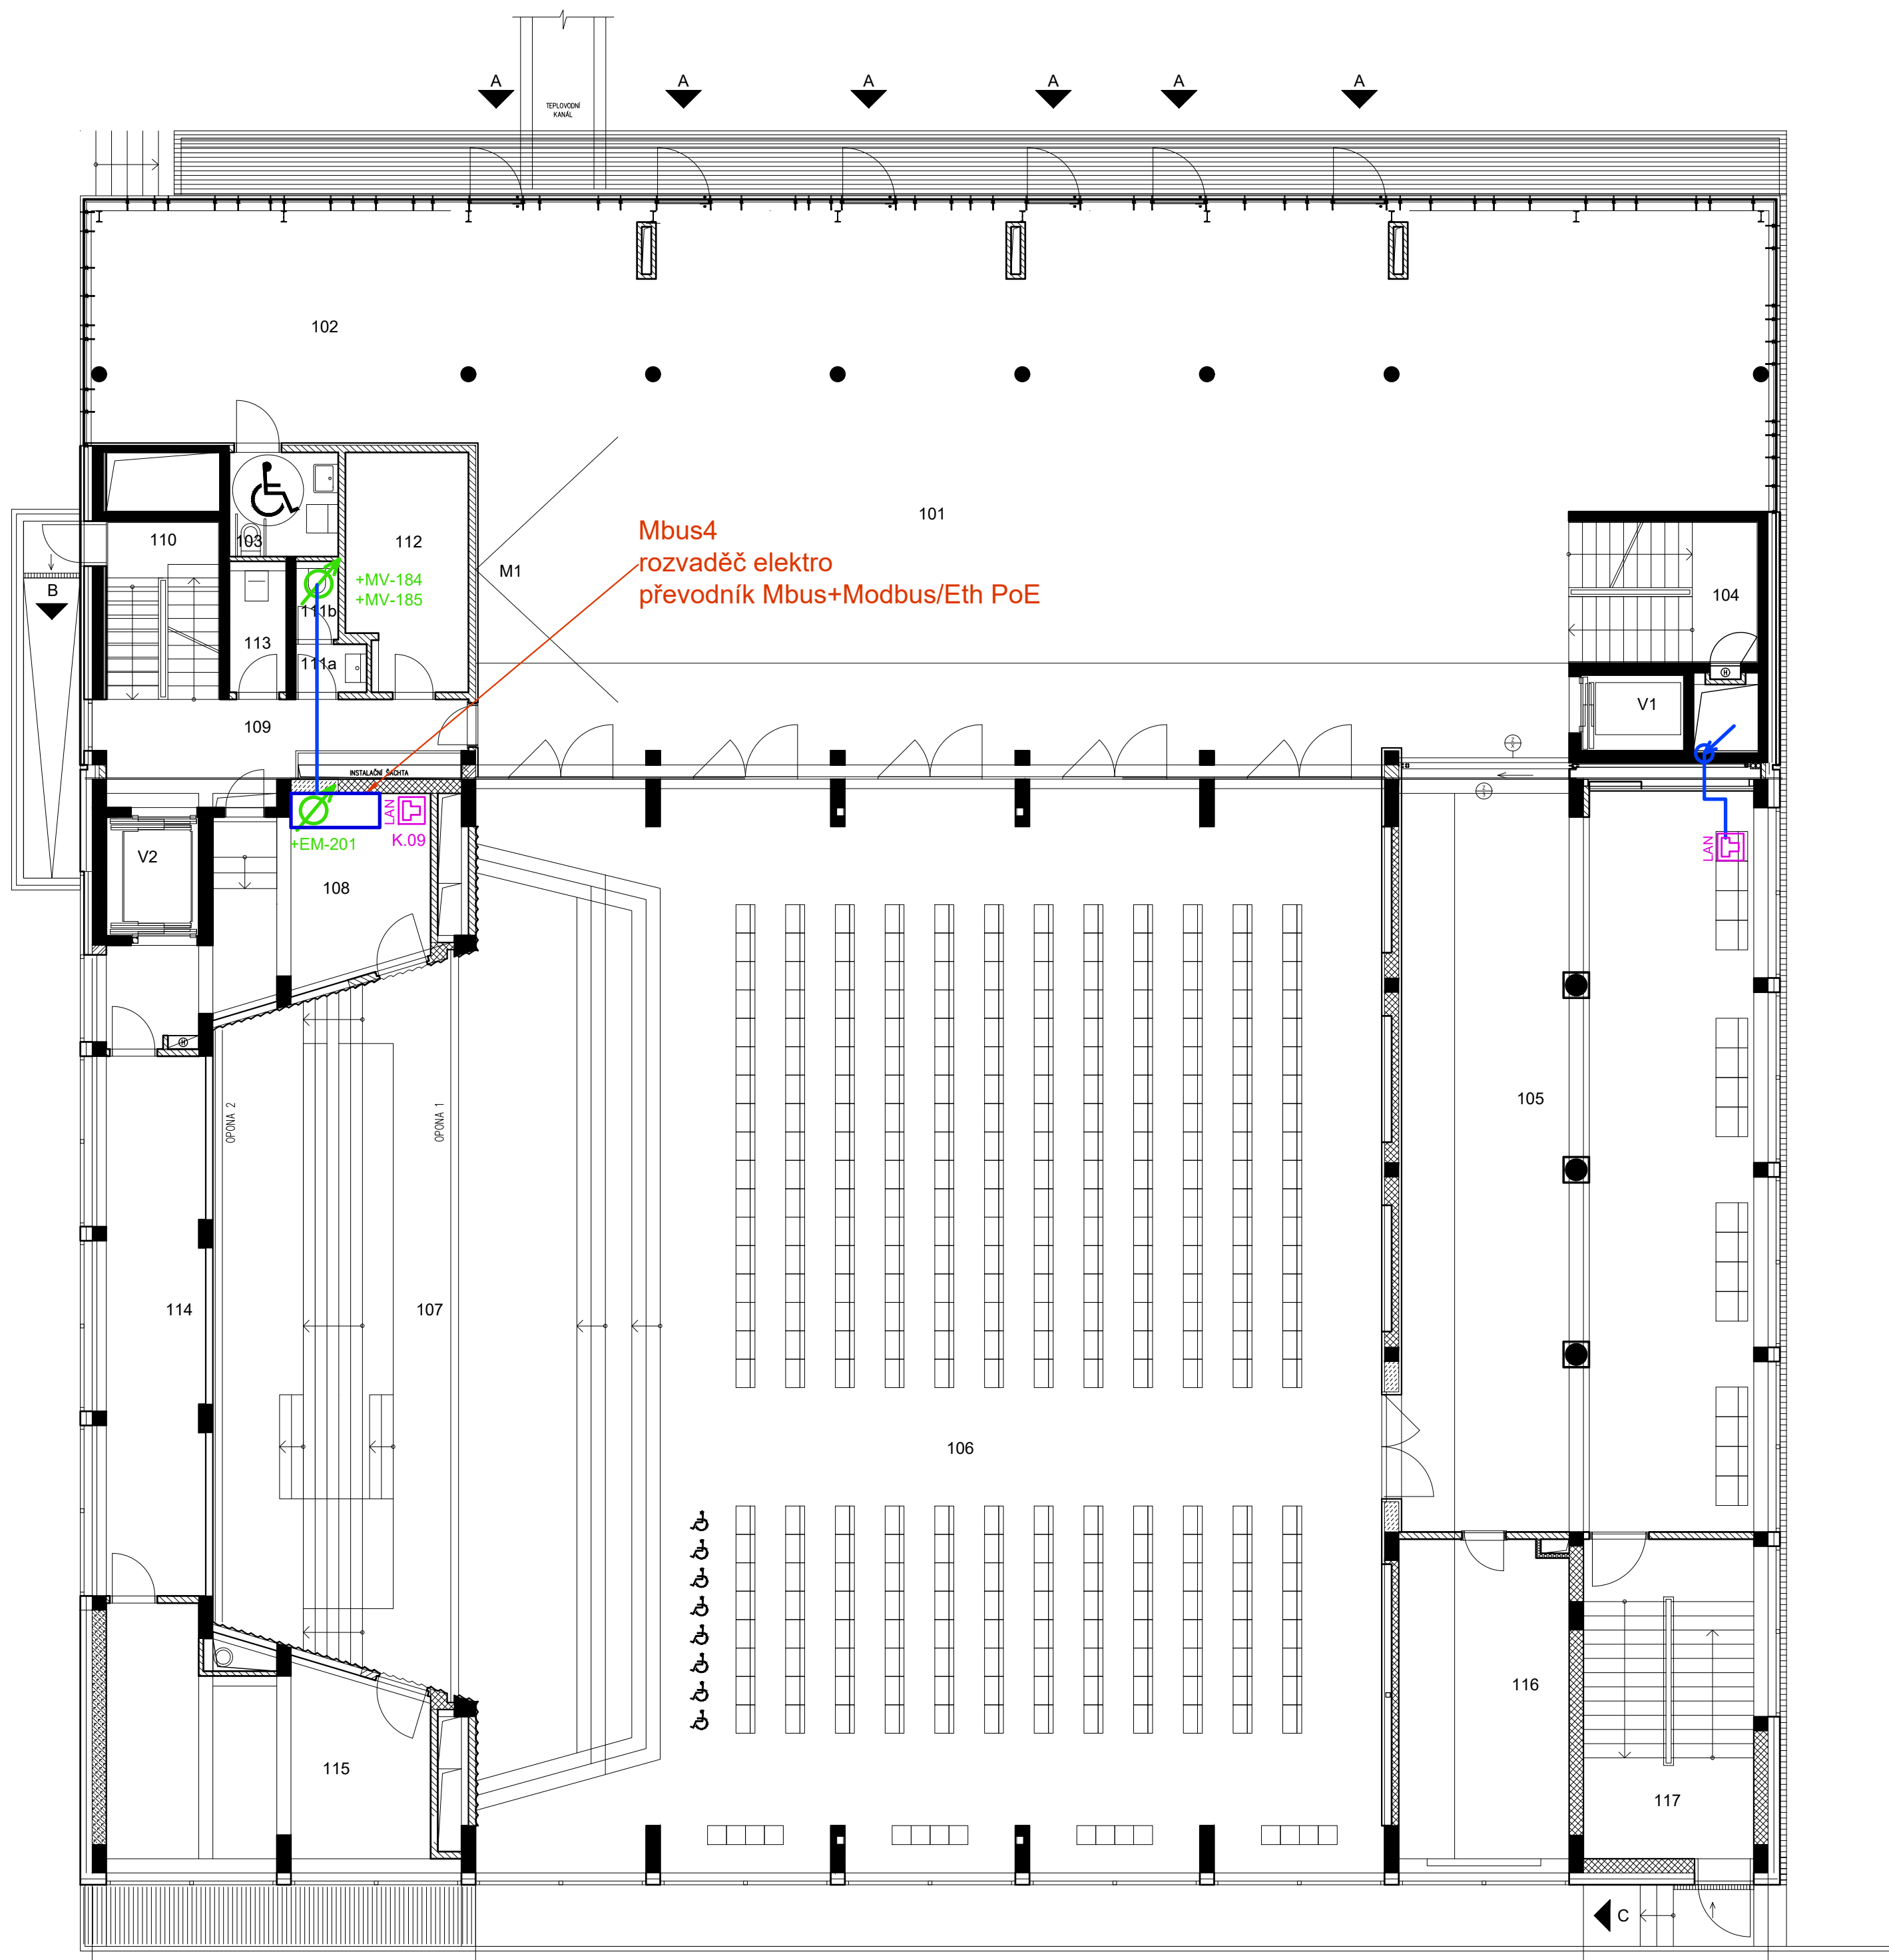 A A A A A A
TEPLOVODNÍ
KANÁL
102
101
Mbus4
rozvaděč elektro
převodník Mbus+Modbus/Eth PoE
110
103
112
M1
+MV-184
+MV-185
B
111b
113
111a
104
H
V1
109
INSTALAČNÍ ŠACHTA
LAN
K.09
+EM-201
V2
108
LAN
H
OPONA 2
OPONA 1
105
114
107
106
116
115
117
C